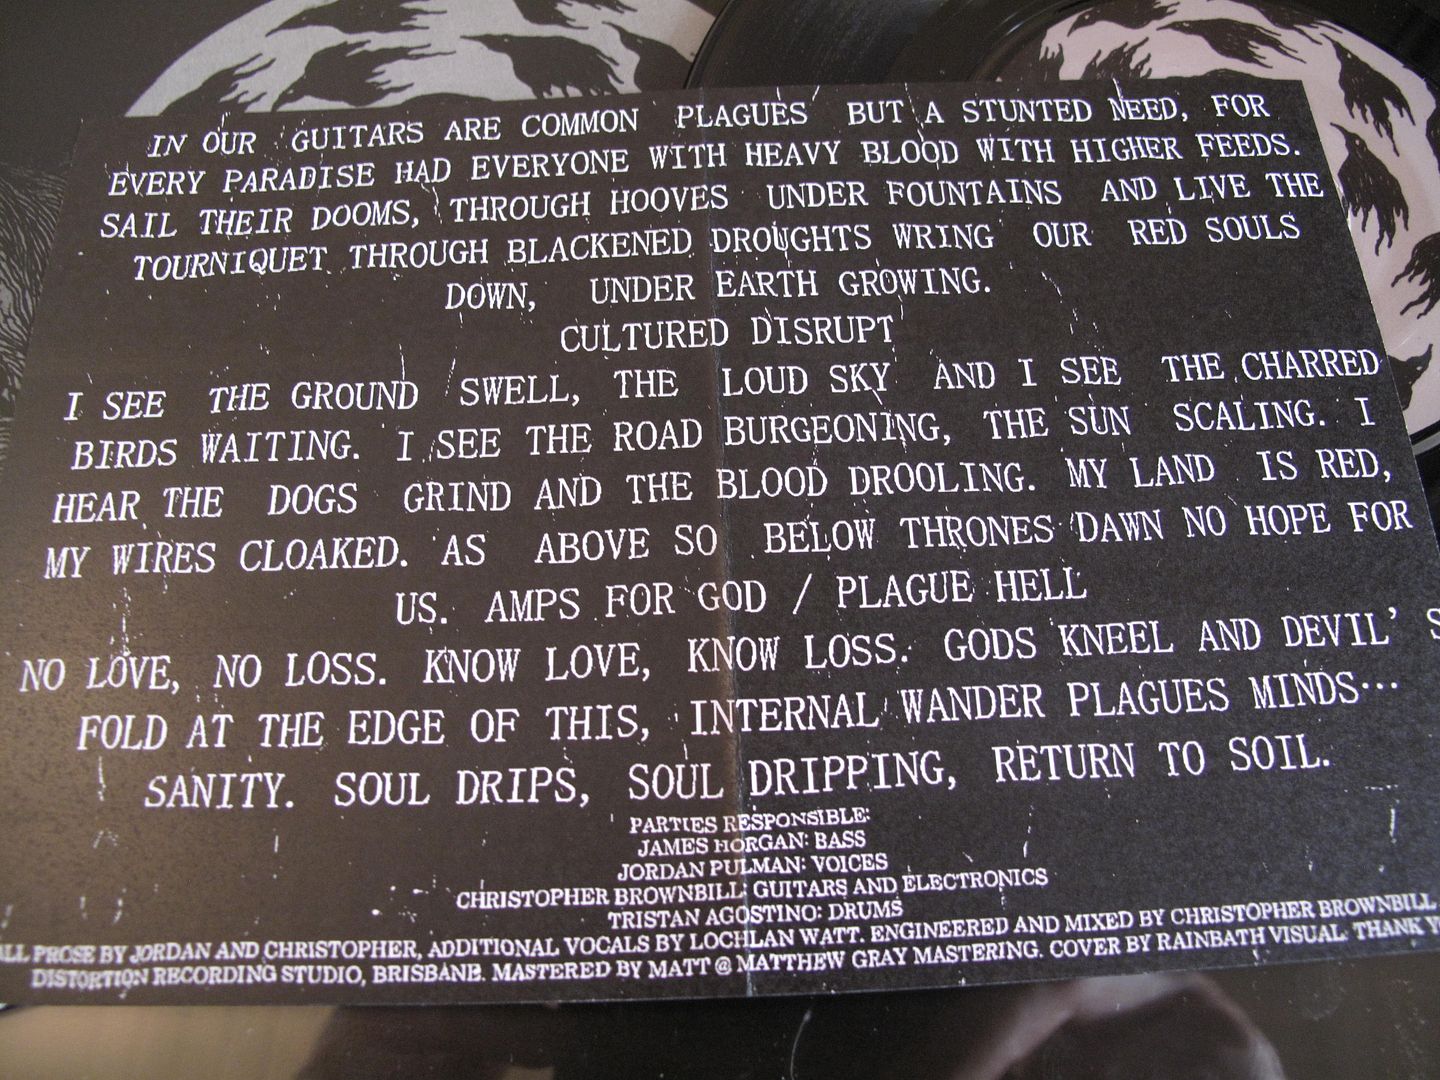 IN OUR GUITARS ARE COMMON PLAGUES BUT A STUNTED NEED, FOR
EVERY PARADISE HAD EVERYONE WITH HEAVY BLOOD WITH HIGHER FEEDS.
SAIL THEIR DOOMS, THROUGH HOOVES UNDER FOUNTAINS AND LIVE THE
TOURNIQUET THROUGH BLACKENED DROUGHTS WRING OUR RED SOULS
DOWN, UNDER EARTH GROWING.
CULTURED DISRUPT
I SEE THE GROUND SWELL, THE LOUD SKY AND I SEE THE CHARRED
BIRDS WAITING. I SEE THE ROAD BURGEONING, THE SUN SCALING. I
HEAR THE DOGS GRIND AND THE BLOOD DROOLING. MY LAND IS RED,
MY WIRES CLOAKED. AS ABOVE SO BELOW THRONES DAWN NO HOPE FOR
US. AMPS FOR GOD / PLAGUE HELL
NO LOVE, NO LOSS. KNOW LOVE, KNOW LOSS. GODS KNEEL AND DEVIL'S
FOLD AT THE EDGE OF THIS, INTERNAL WANDER PLAGUES MINDS...
SANITY. SOUL DRIPS, SOUL DRIPPING, RETURN TO SOIL.
PARTIES RESPONSIBLE:
JAMES HORGAN: BASS
JORDAN PULMAN: VOICES
CHRISTOPHER BROWNBILL: GUITARS AND ELECTRONICS
TRISTAN AGOSTINO: DRUMS
ALL PROSE BY JORDAN AND CHRISTOPHER, ADDITIONAL VOCALS BY LOCHLAN WATT. ENGINEERED AND MIXED BY CHRISTOPHER BROWNBILL
DISTORTION RECORDING STUDIO, BRISBANE. MASTERED BY MATT @ MATTHEW GRAY MASTERING. COVER BY RAINBATH VISUAL. THANK